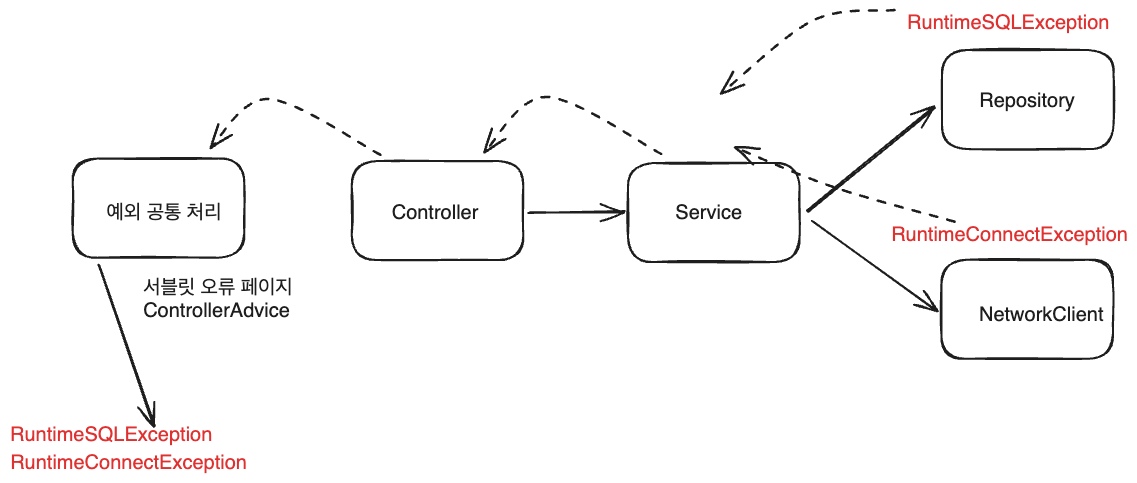 RuntimeSQLException
Repository
예외 공통 처리
Controller
Service
RuntimeConnectException
서블릿 오류 페이지
ControllerAdvice
NetworkClient
RuntimeSQLException
RuntimeConnectException